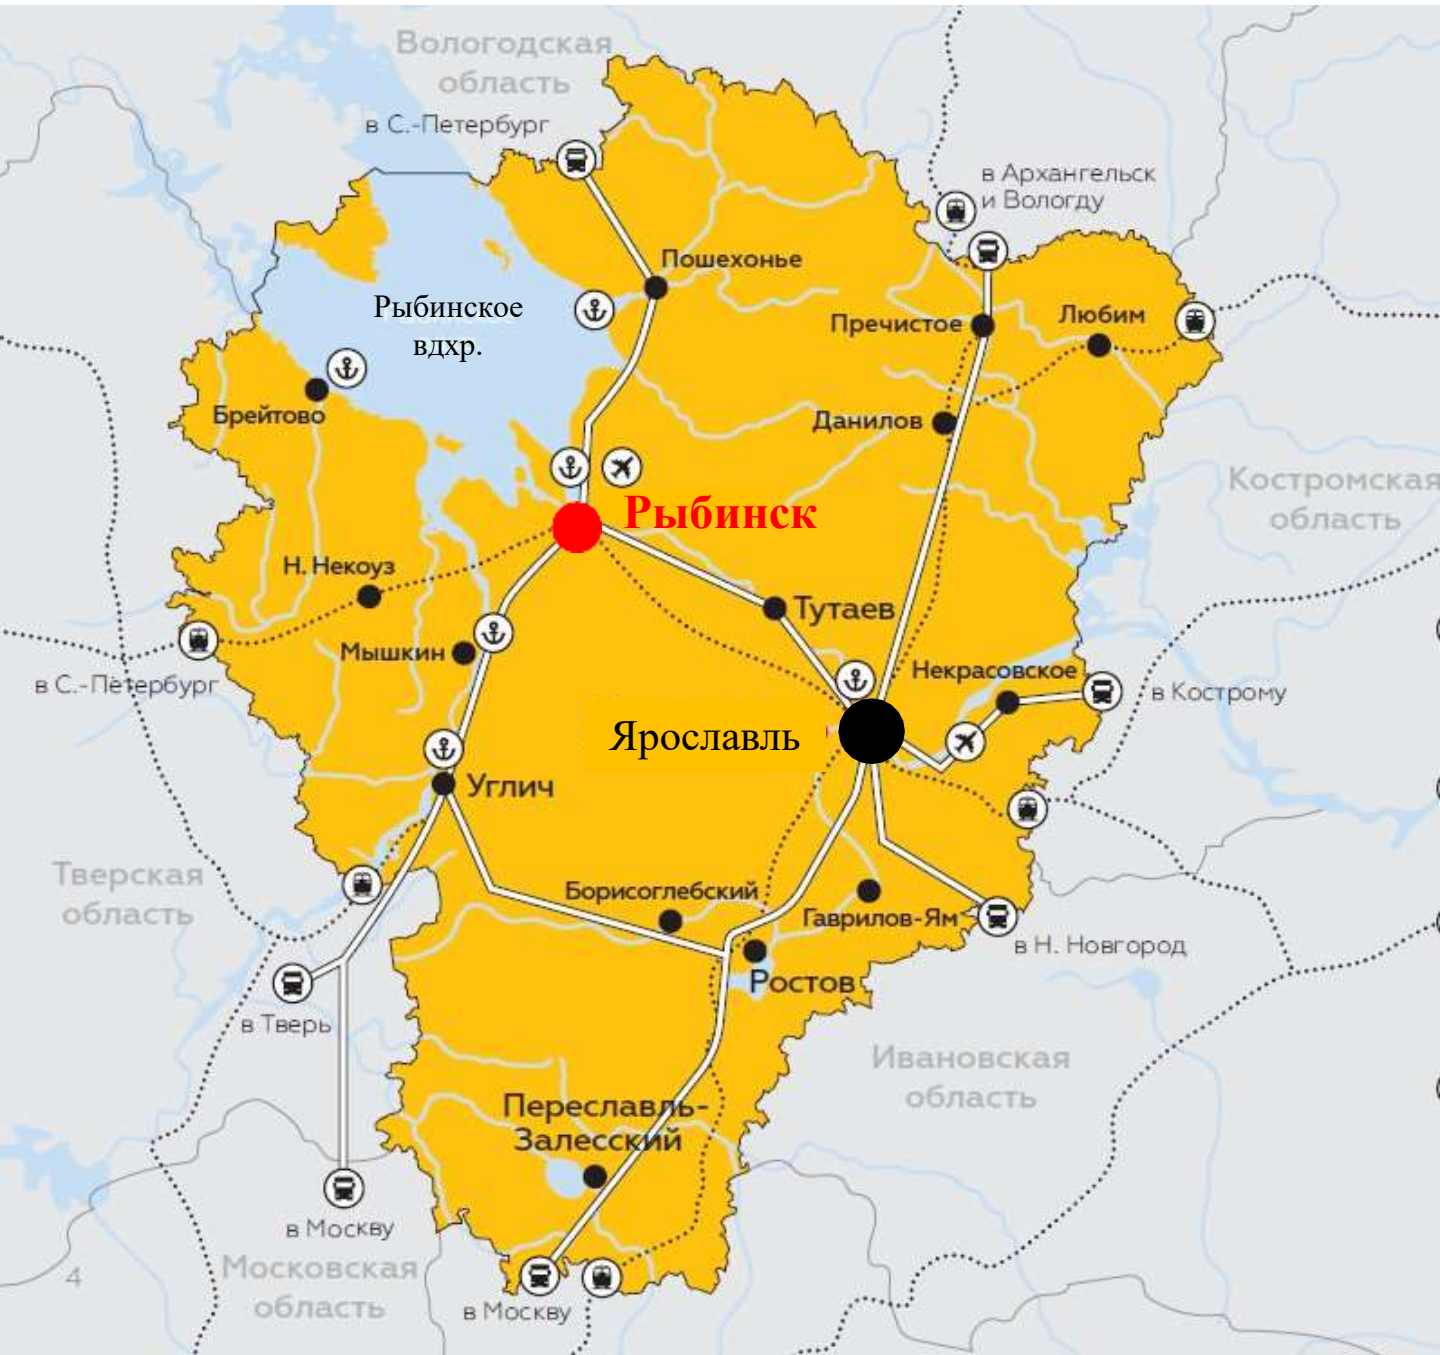 Вологодская
область
в С.-Петербург
в Архангельск
и Вологду
Пошехонье
Рыбинское
вдхр.
Пречистое
Любим
Брейтово
Данилов
Костромская
область
Рыбинск
Н. Некоуз
Тутаев
Мышкин
Некрасовское
в С.-Петербург
в Кострому
Ярославль
Углич
Тверская
область
Борисоглебский
Гаврилов-Ям
в Н. Новгород
Ростов
в Тверь
Ивановская
область
Переславль-
Залесский
в Москву
Московская
область
4
в Москву